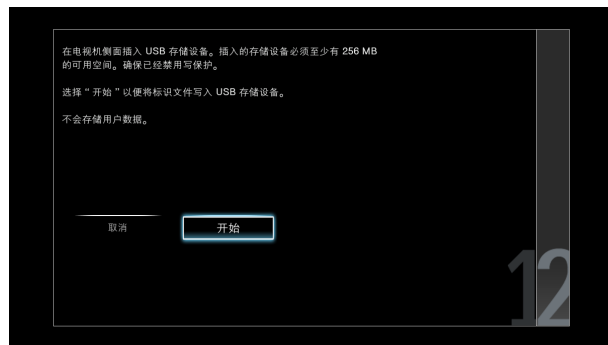 在电视机侧面插入 USB 存储设备。插入的存储设备必须至少有 256 MB
的可用空间。确保已经禁用写保护。
选择“开始”以便将标识文件写入 USB 存储设备。
不会存储用户数据。
取消
开始
12